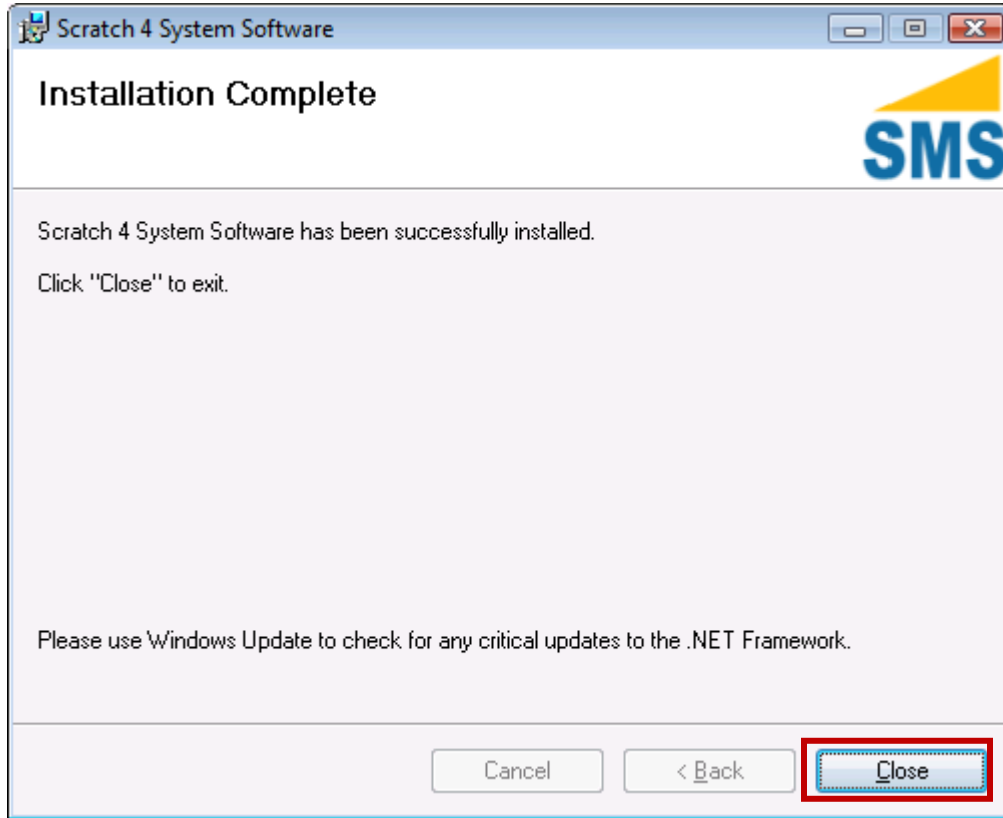 Scratch 4 System Software
Installation Complete
SMS
Scratch 4 System Software has been successfully installed.
Click "Close" to exit.
Please use Windows Update to check for any critical updates to the .NET Framework.
Cancel
< Back
Close